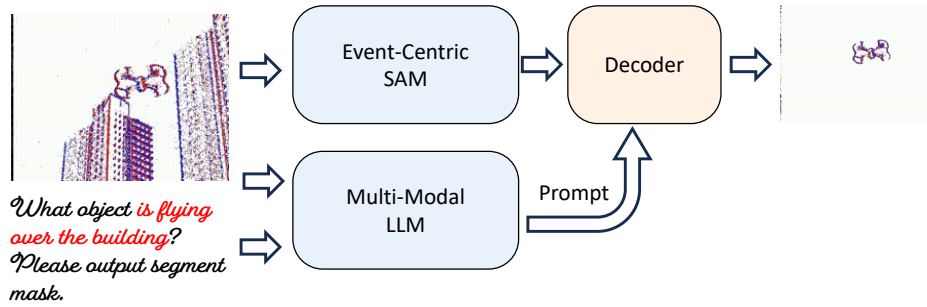 Event-Centric
SAM
Decoder
Multi-Modal
LLM
Prompt
What object is flying
over the building?
Please output segment
mask.